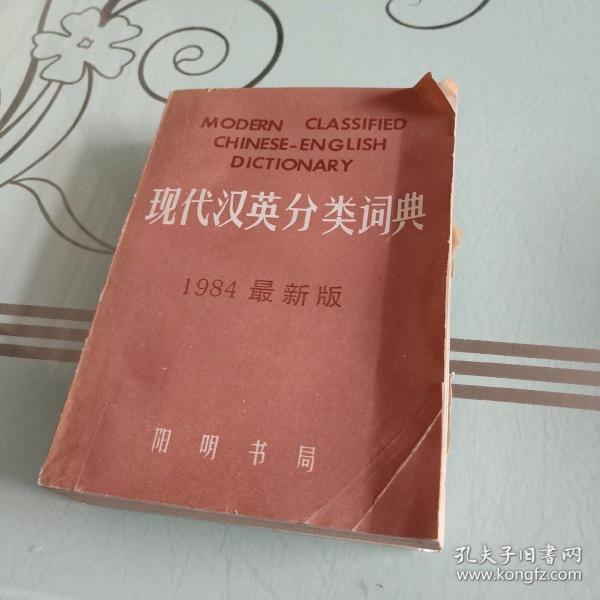 MODERN CLASSIFIED
CHINESE-ENGLISH
DICTIONARY
现代汉英分类词典
1984 最新版
阳明书局
孔夫子旧书网
www.kongfz.com